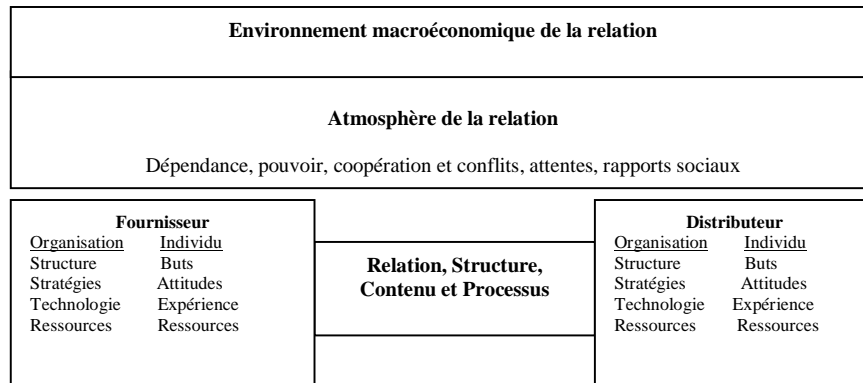 Environnement macroéconomique de la relation
Atmosphère de la relation
Dépendance, pouvoir, coopération et conflits, attentes, rapports sociaux
Fournisseur
Organisation Individu
Structure Buts
Stratégies Attitudes
Technologie Expérience
Ressources Ressources
Relation, Structure,
Contenu et Processus
Distributeur
Organisation Individu
Structure Buts
Stratégies Attitudes
Technologie Expérience
Ressources Ressources